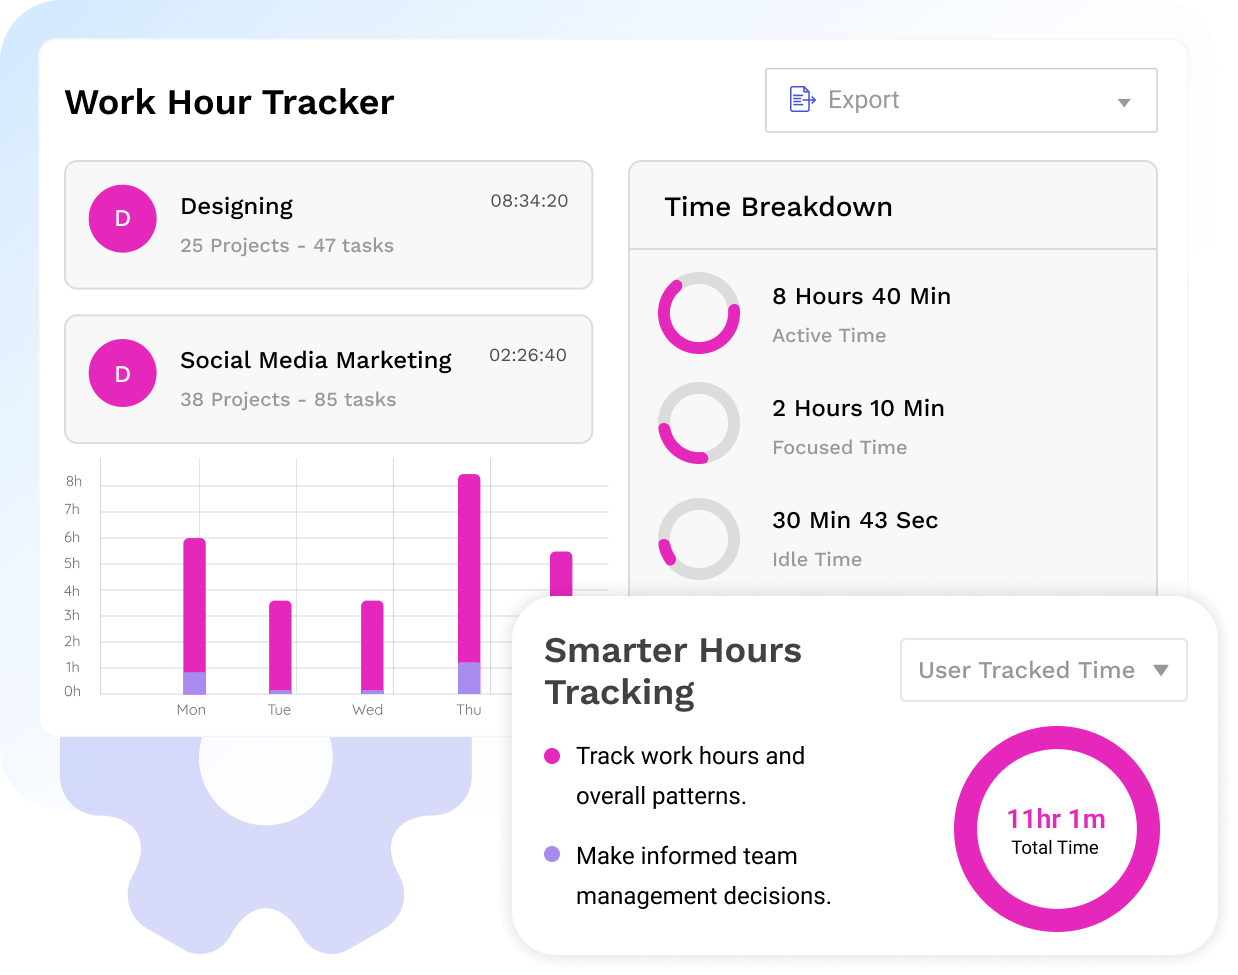 Work Hour Tracker
Export
D
Designing
08:34:20
25 Projects - 47 tasks
D
Social Media Marketing
02:26:40
38 Projects - 85 tasks
8h
7h
6h
5h
4h
3h
2h
1h
0h
Mon Tue Wed Thu
Time Breakdown
8 Hours 40 Min
Active Time
2 Hours 10 Min
Focused Time
30 Min 43 Sec
Idle Time
Smarter Hours
Tracking
User Tracked Time
Track work hours and
overall patterns.
Make informed team
management decisions.
11hr 1m
Total Time